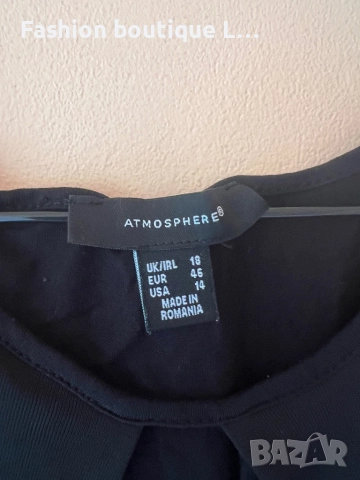 Fashion boutique L...
ATMOSPHERE®
UK/IRL 18
EUR 46
USA 14
MADE IN
ROMANIA
BAZAR